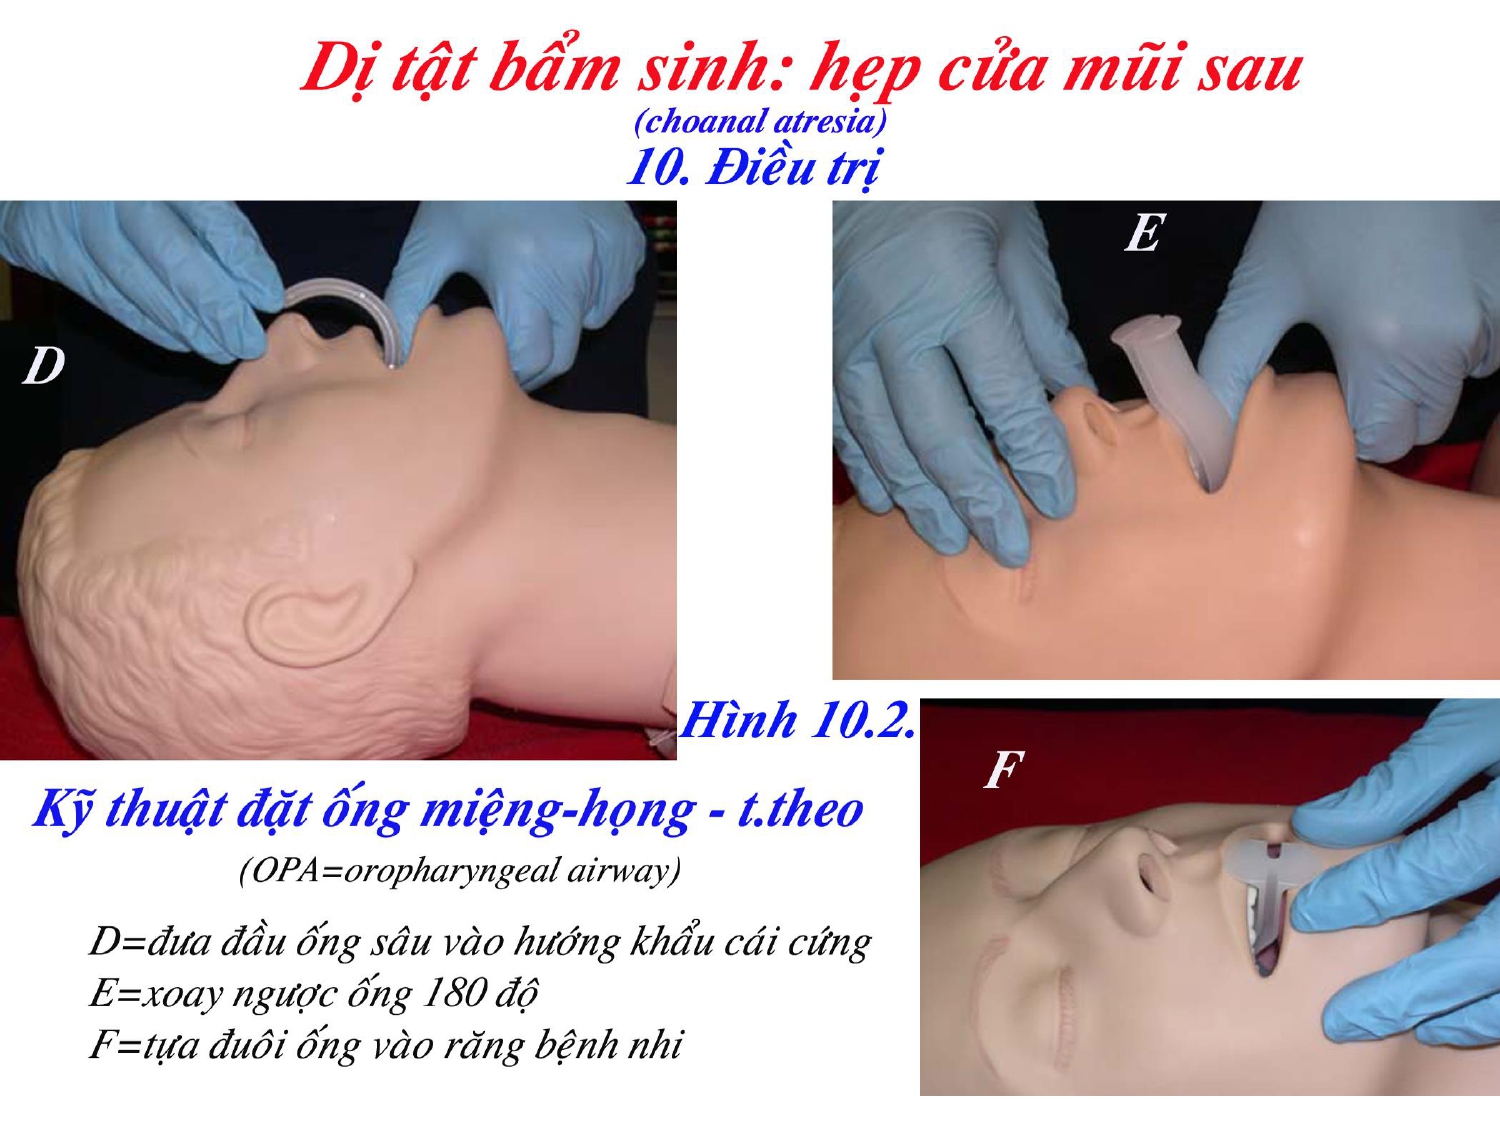 Dị tật bẩm sinh: hẹp cửa mũi sau
(choanal atresia)
10. Điều trị
D
E
Hình 10.2.
F
Kỹ thuật đặt ống miệng-họng - t.theo
(OPA=oropharyngeal airway)
D=đưa đầu ống sâu vào hướng khẩu cái cứng
E=xoay ngược ống 180 độ
F=tựa đuôi ống vào răng bệnh nhi